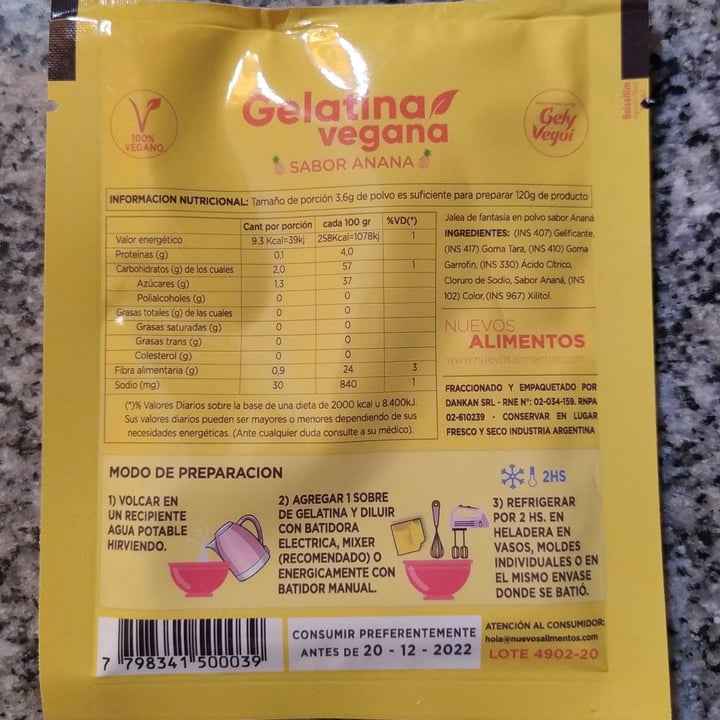 Gelatina
vegana
SABOR ANANA
100%
VEGANO
Gely
Vegui
Bolsafilm
INFORMACION NUTRICIONAL: Tamaño de porción 3,6g de polvo es suficiente para preparar 120g de producto
Cant por porción cada 100 gr %VD(*)
Valor energético 9.3 Kcal=39kj 258Kcal=1078kj 1
Proteínas (g) 0,1 4,0
Carbohidratos (g) de los cuales 2,0 57 1
Azúcares (g) 1,3 37
Polialcoholes (g) 0 0
Grasas totales (g) de las cuales 0 0
Grasas saturadas (g) 0 0
Grasas trans (g) 0 0
Colesterol (g) 0 0
Fibra alimentaria (g) 0,9 24 3
Sodio (mg) 30 840 1
(*)% Valores Diarios sobre la base de una dieta de 2000 kcal u 8.400kJ.
Sus valores diarios pueden ser mayores o menores dependiendo de sus
necesidades energéticas. (Ante cualquier duda consulte a su médico).
Jalea de fantasía en polvo sabor Ananá
INGREDIENTES: (INS 407) Gelificante,
(INS 417) Goma Tara, (INS 410) Goma
Garrofin, (INS 330) Ácido Cítrico,
Cloruro de Sodio, Sabor Ananá, (INS
102) Color, (INS 967) Xilitol.
NUEVOS
ALIMENTOS
www.nuevosalimentos.com
FRACCIONADO Y EMPAQUETADO POR
DANKAN SRL - RNE Nº: 02-034-159. RNPA
02-610239 - CONSERVAR EN LUGAR
FRESCO Y SECO INDUSTRIA ARGENTINA
MODO DE PREPARACION
2HS
1) VOLCAR EN
UN RECIPIENTE
AGUA POTABLE
HIRVIENDO.
2) AGREGAR 1 SOBRE
DE GELATINA Y DILUIR
CON BATIDORA
ELECTRICA, MIXER
(RECOMENDADO) O
ENERGICAMENTE CON
BATIDOR MANUAL.
3) REFRIGERAR
POR 2 HS. EN
HELADERA EN
VASOS, MOLDES
INDIVIDUALES O EN
EL MISMO ENVASE
DONDE SE BATIÓ.
7 798341 500039
CONSUMIR PREFERENTEMENTE
ANTES DE 20 - 12 - 2022
ATENCIÓN AL CONSUMIDOR:
hola@nuevosalimentos.com
LOTE 4902-20